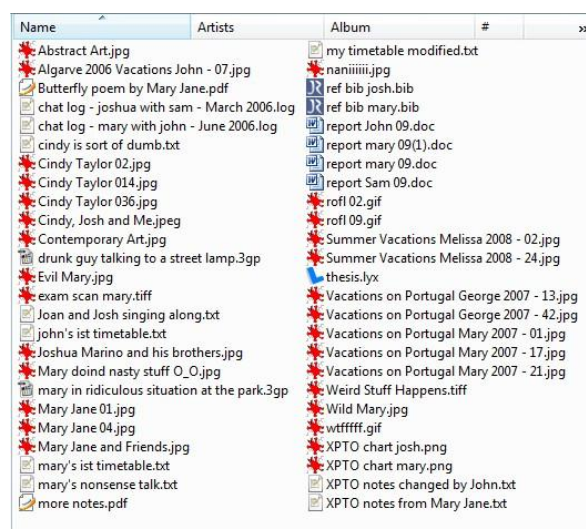 Name Artists Album # »
Abstract Art.jpg
Algarve 2006 Vacations John - 07.jpg
Butterfly poem by Mary Jane.pdf
chat log - joshua with sam - March 2006.log
chat log - mary with john - June 2006.log
cindy is sort of dumb.txt
Cindy Taylor 02.jpg
Cindy Taylor 014.jpg
Cindy Taylor 036.jpg
Cindy, Josh and Me.jpeg
Contemporary Art.jpg
drunk guy talking to a street lamp.3gp
Evil Mary.jpg
exam scan mary.tiff
Joan and Josh singing along.txt
john's ist timetable.txt
Joshua Marino and his brothers.jpg
Mary doind nasty stuff O_O.jpg
mary in ridiculous situation at the park.3gp
Mary Jane 01.jpg
Mary Jane 04.jpg
Mary Jane and Friends.jpg
mary's ist timetable.txt
mary's nonsense talk.txt
more notes.pdf
my timetable modified.txt
naniiiiii.jpg
ref bib josh.bib
ref bib mary.bib
report John 09.doc
report mary 09(1).doc
report mary 09.doc
report Sam 09.doc
rofl 02.gif
rofl 09.gif
Summer Vacations Melissa 2008 - 02.jpg
Summer Vacations Melissa 2008 - 24.jpg
thesis.lyx
Vacations on Portugal George 2007 - 13.jpg
Vacations on Portugal George 2007 - 42.jpg
Vacations on Portugal Mary 2007 - 01.jpg
Vacations on Portugal Mary 2007 - 17.jpg
Vacations on Portugal Mary 2007 - 21.jpg
Weird Stuff Happens.tiff
Wild Mary.jpg
wtfffff.gif
XPTO chart josh.png
XPTO chart mary.png
XPTO notes changed by John.txt
XPTO notes from Mary Jane.txt